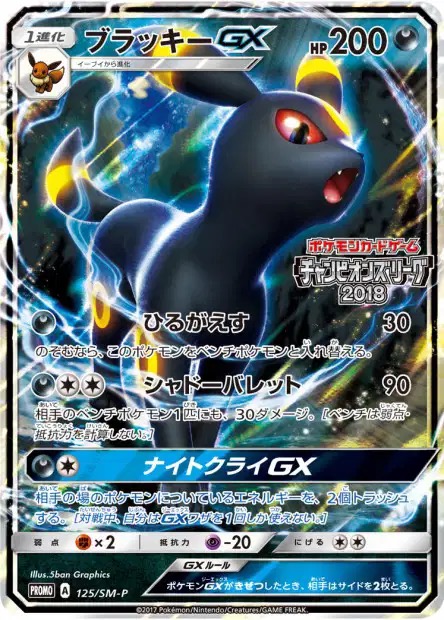 1進化
ブラッキーGX
HP200
イーブイから進化
ポケモンカードゲーム
チャンピオンズリーグ
2018
ひるがえす 30
のぞむなら、このポケモンをベンチポケモンと入れ替える。
シャドーバレット 90
相手のベンチポケモン1匹にも、30ダメージ。[ベンチは弱点・
抵抗力を計算しない。]
ナイトクライGX
相手の場のポケモンについているエネルギーを、2個トラッシュ
する。[対戦中、自分はGXワザを1回しか使えない。]
弱点 ×2 抵抗力 -20 にげる
GXルール
ポケモンGXがきぜつしたとき、相手はサイドを2枚とる。
Illus.5ban Graphics
PROMO A 125/SM-P
©2017 Pokémon/Nintendo/Creatures/GAME FREAK.